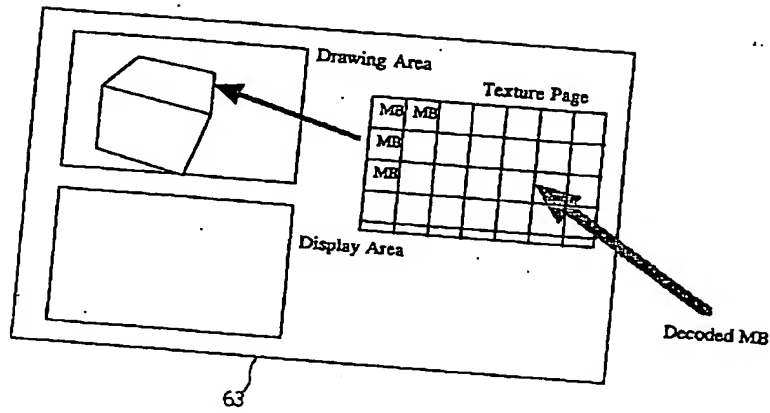 Drawing Area
Texture Page
MB MB
MB
MB
Display Area
Decoded MB
63